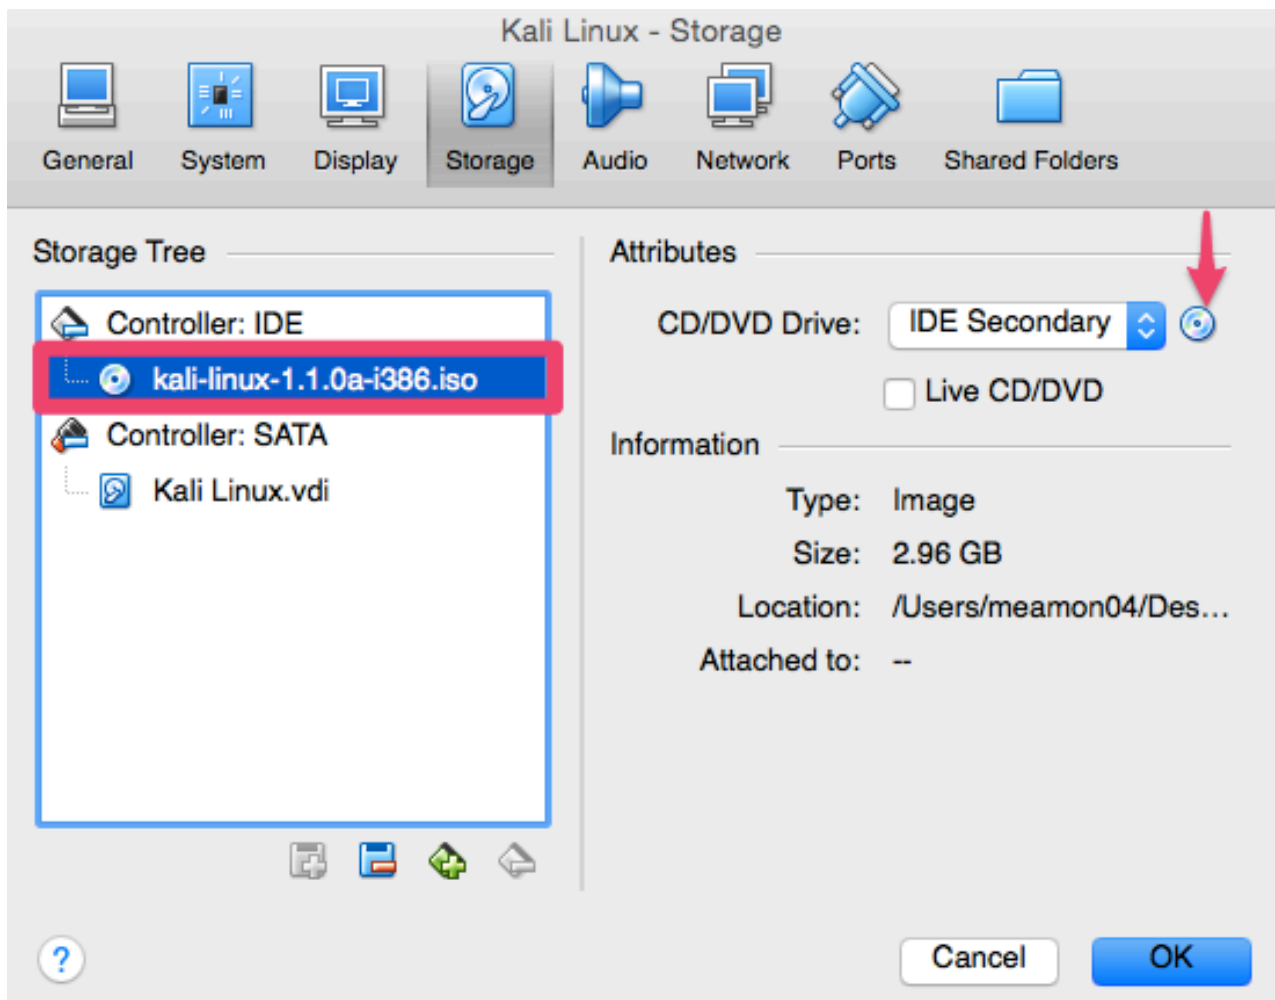 Kali Linux - Storage
General System Display Storage Audio Network Ports Shared Folders
Storage Tree
Controller: IDE
kali-linux-1.1.0a-i386.iso
Controller: SATA
Kali Linux.vdi
Attributes
CD/DVD Drive: IDE Secondary
Live CD/DVD
Information
Type: Image
Size: 2.96 GB
Location: /Users/meamon04/Des...
Attached to: --
?
Cancel OK